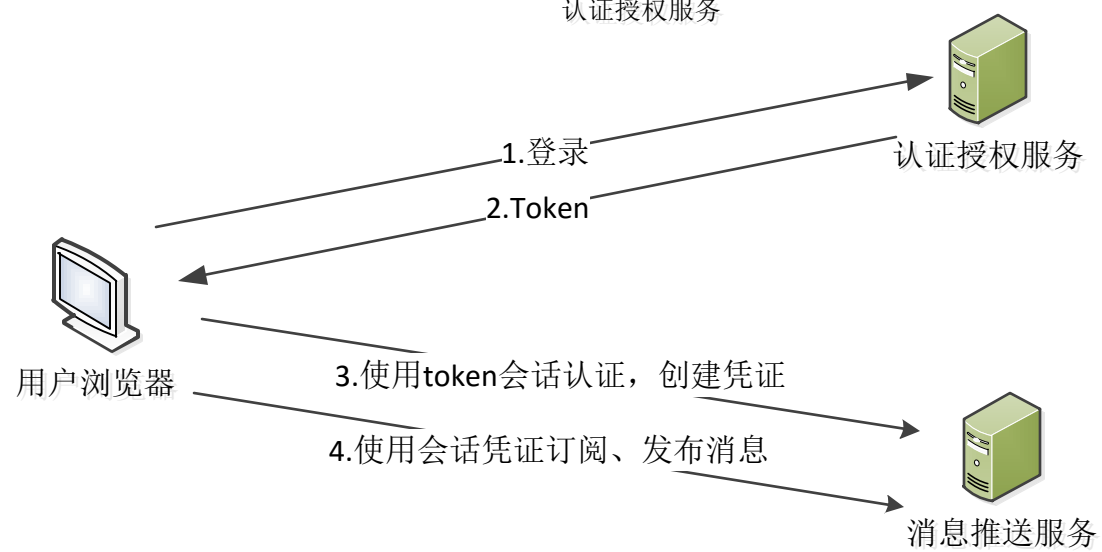 认证授权服务
1.登录
认证授权服务
2.Token
用户浏览器
3.使用token会话认证，创建凭证
4.使用会话凭证订阅、发布消息
消息推送服务